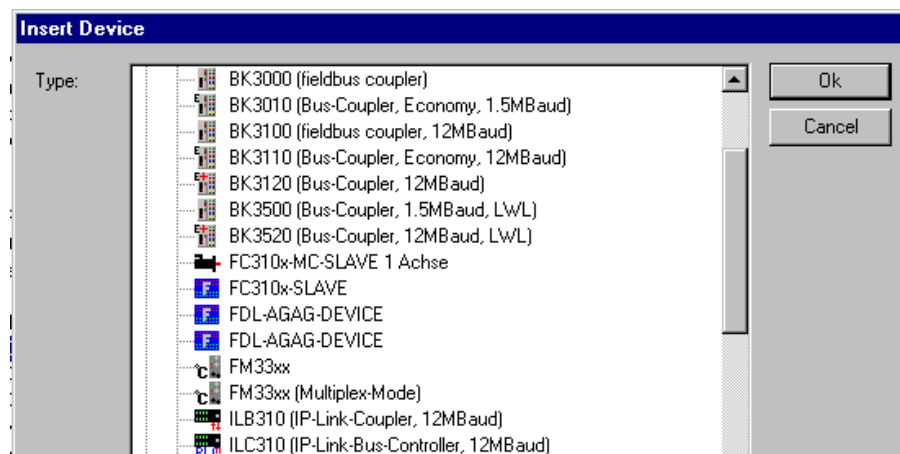 Insert Device
Type:
BK3000 (fieldbus coupler)
Ok
BK3010 (Bus-Coupler, Economy, 1.5MBaud)
BK3100 (fieldbus coupler, 12MBaud)
Cancel
BK3110 (Bus-Coupler, Economy, 12MBaud)
BK3120 (Bus-Coupler, 12MBaud)
BK3500 (Bus-Coupler, 1.5MBaud, LWL)
BK3520 (Bus-Coupler, 12MBaud, LWL)
FC310x-MC-SLAVE 1 Achse
FC310x-SLAVE
FDL-AGAG-DEVICE
FDL-AGAG-DEVICE
FM33xx
FM33xx (Multiplex-Mode)
ILB310 (IP-Link-Coupler, 12MBaud)
ILC310 (IP-Link-Bus-Controller, 12MBaud)